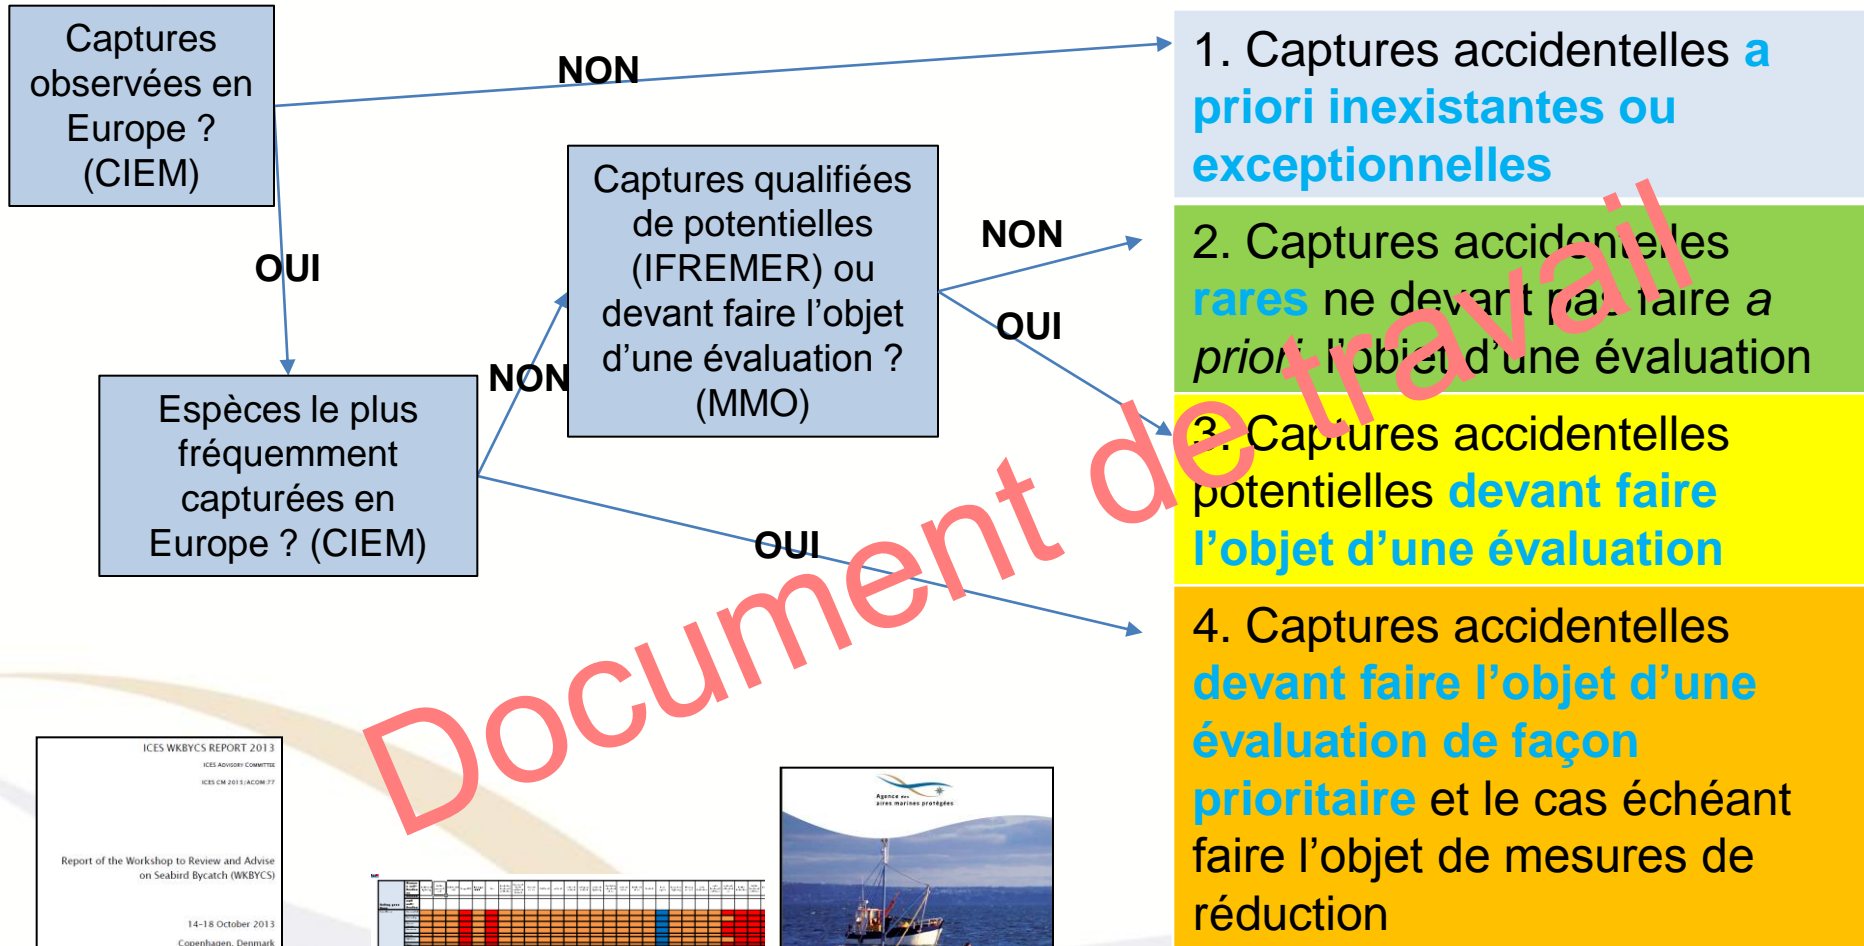 Captures
observées en
Europe ?
(CIEM)
NON
OUI
Espèces le plus
fréquemment
capturées en
Europe ? (CIEM)
NON
OUI
Captures qualifiées
de potentielles
(IFREMER) ou
devant faire l'objet
d'une évaluation ?
(MMO)
NON
OUI
1. Captures accidentelles a
priori inexistantes ou
exceptionnelles
2. Captures accidentelles
rares ne devant pas faire a
priori l'objet d'une évaluation
3. Captures accidentelles
potentielles devant faire
l'objet d'une évaluation
4. Captures accidentelles
devant faire l'objet d'une
évaluation de façon
prioritaire et le cas échéant
faire l'objet de mesures de
réduction
Document de travail
ICES WKBYCS REPORT 2013
ICES ADVISORY COMMITTEE
ICES CM 2013/ACOM:77
Report of the Workshop to Review and Advise
on Seabird Bycatch (WKBYCS)
14-18 October 2013
Copenhagen, Denmark
Agence des
aires marines protégées